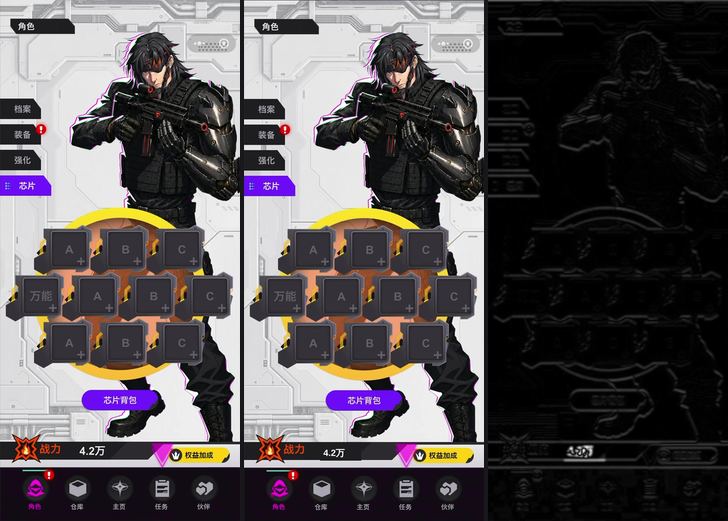 角色
档案
装备
强化
芯片
A B C
万能 A B C
A B C
芯片背包
战力 4.2万 权益加成
角色 仓库 主页 任务 伙伴
角色
档案
装备
强化
芯片
A B C
万能 A B C
A B C
芯片背包
战力 4.2万 权益加成
角色 仓库 主页 任务 伙伴